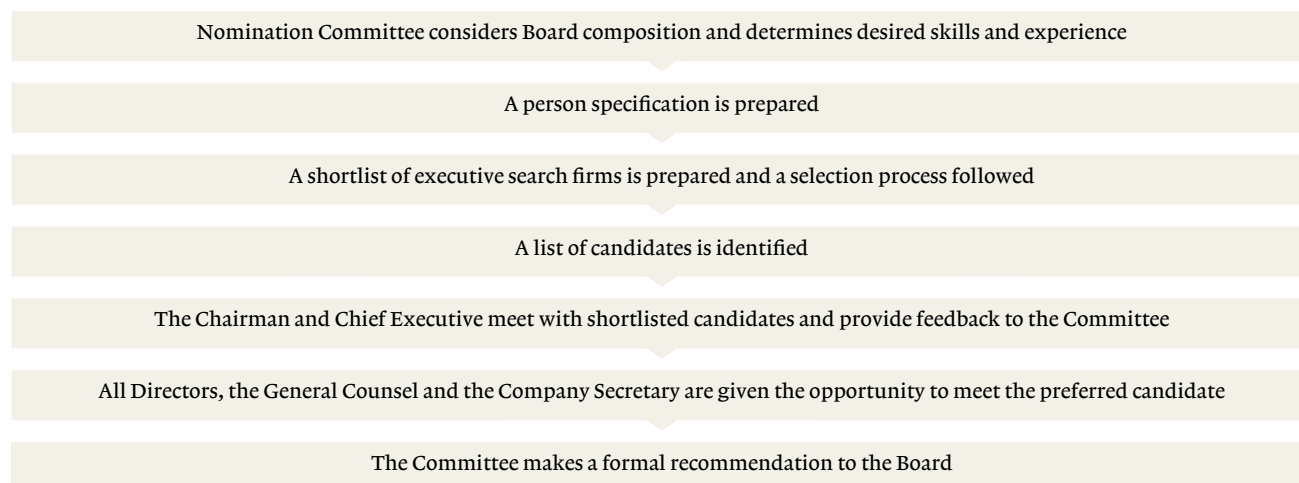 Nomination Committee considers Board composition and determines desired skills and experience
A person specification is prepared
A shortlist of executive search firms is prepared and a selection process followed
A list of candidates is identified
The Chairman and Chief Executive meet with shortlisted candidates and provide feedback to the Committee
All Directors, the General Counsel and the Company Secretary are given the opportunity to meet the preferred candidate
The Committee makes a formal recommendation to the Board